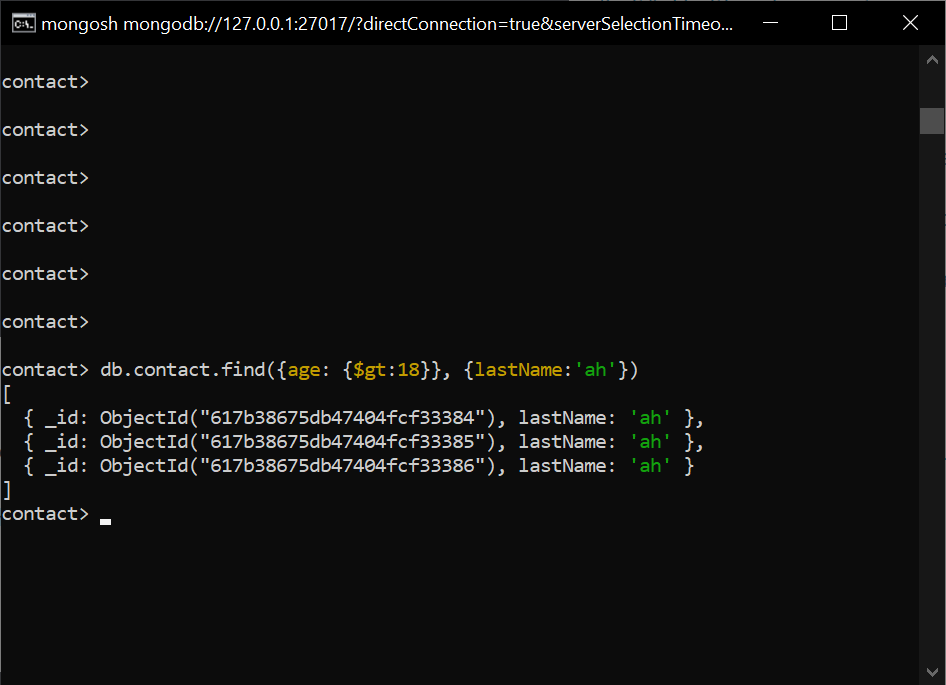 mongosh mongodb://127.0.0.1:27017/?directConnection=true&serverSelectionTimeo...
contact>
contact>
contact>
contact>
contact>
contact>
contact> db.contact.find({age: {$gt:18}}, {lastName:'ah'})
[
  { _id: ObjectId("617b38675db47404fcf33384"), lastName: 'ah' },
  { _id: ObjectId("617b38675db47404fcf33385"), lastName: 'ah' },
  { _id: ObjectId("617b38675db47404fcf33386"), lastName: 'ah' }
]
contact>